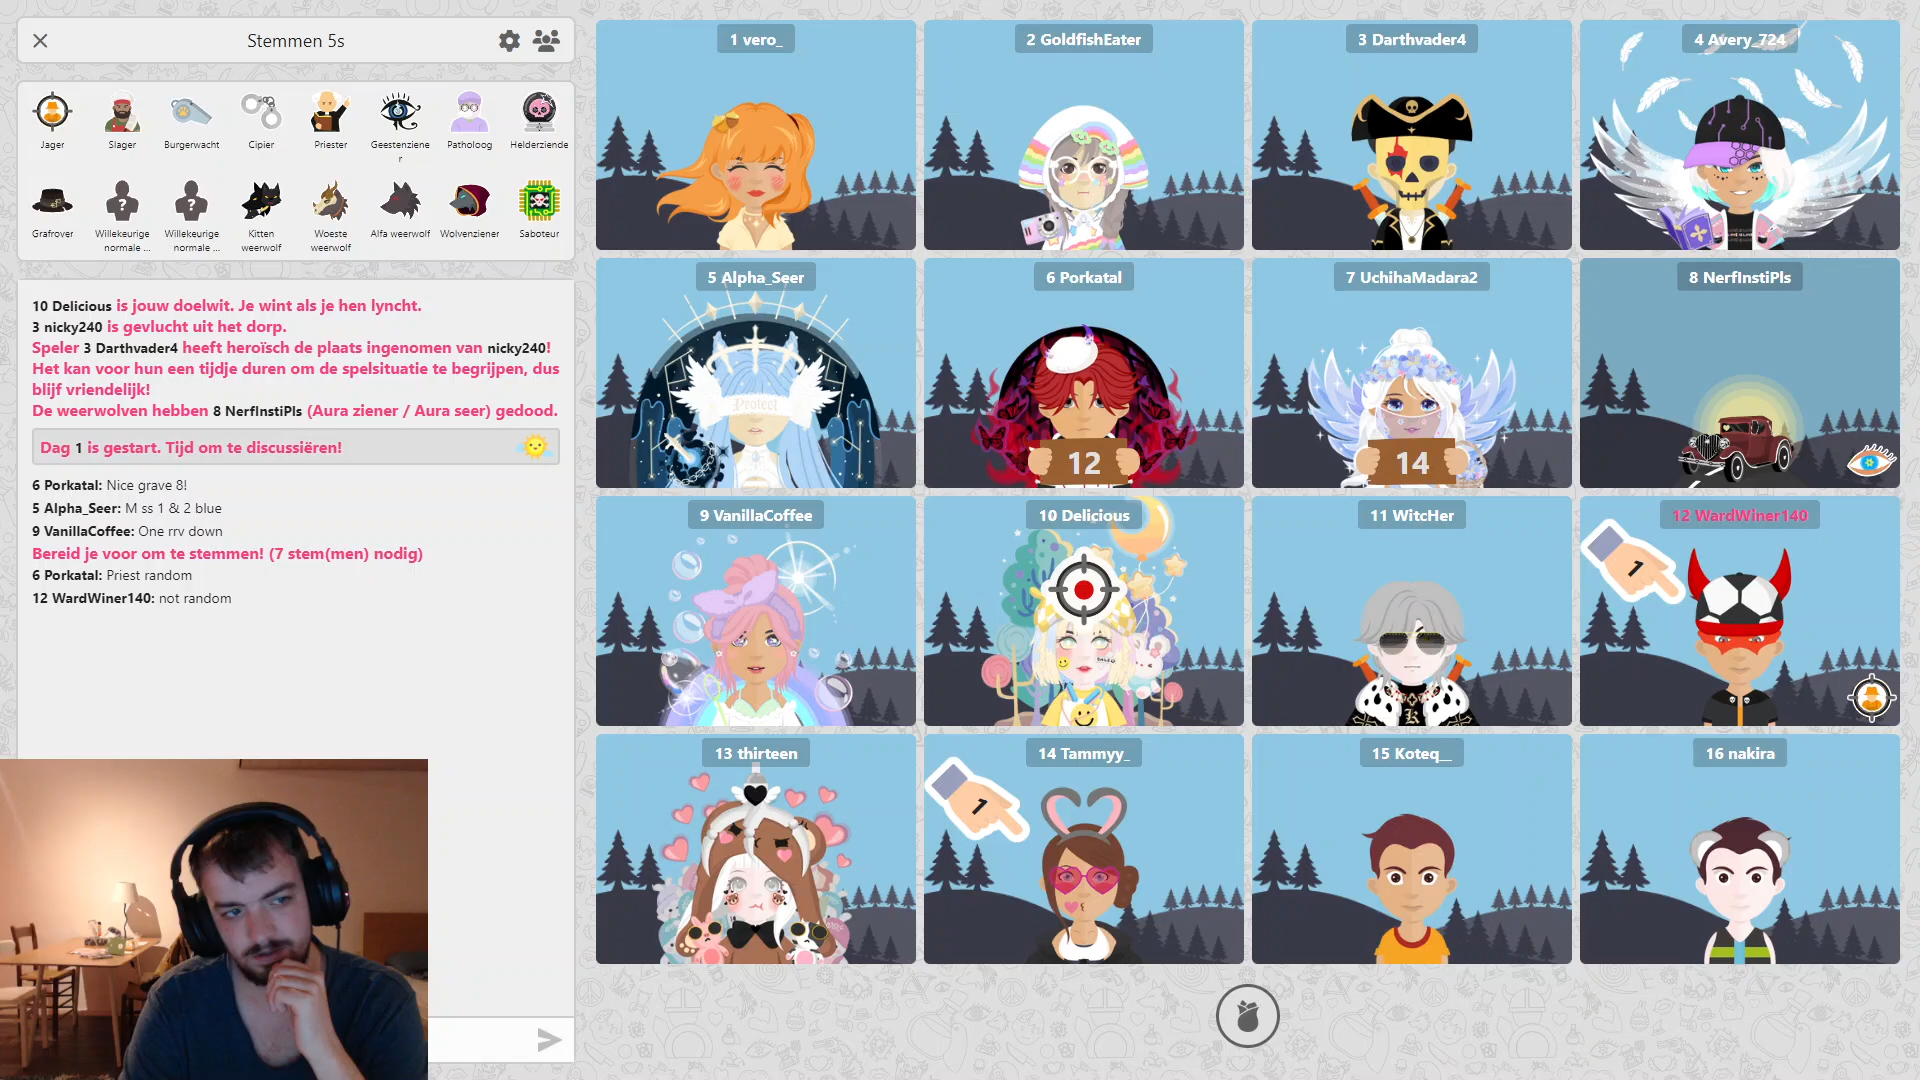 Stemmen 5s
Jager
Slager
Burgerwacht
Cipier
Priester
Geestenziene
r
Patholoog
Helderziende
Grafrover
Willekeurige
normale ...
Willekeurige
normale ...
Kitten
weerwolf
Woeste
weerwolf
Alfa weerwolf
Wolvenziener
Saboteur
10 Delicious is jouw doelwit. Je wint als je hen lyncht.
3 nicky240 is gevlucht uit het dorp.
Speler 3 Darthvader4 heeft heroïsch de plaats ingenomen van nicky240!
Het kan voor hun een tijdje duren om de spelsituatie te begrijpen, dus
blijf vriendelijk!
De weerwolven hebben 8 NerfInstiPls (Aura ziener / Aura seer) gedood.
Dag 1 is gestart. Tijd om te discussiëren!
6 Porkatal: Nice grave 8!
5 Alpha_Seer: M ss 1 & 2 blue
9 VanillaCoffee: One rrv down
Bereid je voor om te stemmen! (7 stem(men) nodig)
6 Porkatal: Priest random
12 WardWiner140: not random
1 vero_
2 GoldfishEater
3 Darthvader4
4 Avery_724
5 Alpha_Seer
Protect
6 Porkatal
12
7 UchihaMadara2
14
8 NerfInstiPls
9 VanillaCoffee
10 Delicious
11 WitcHer
12 WardWiner140
1
13 thirteen
14 Tammyy_
1
15 Koteq__
16 nakira